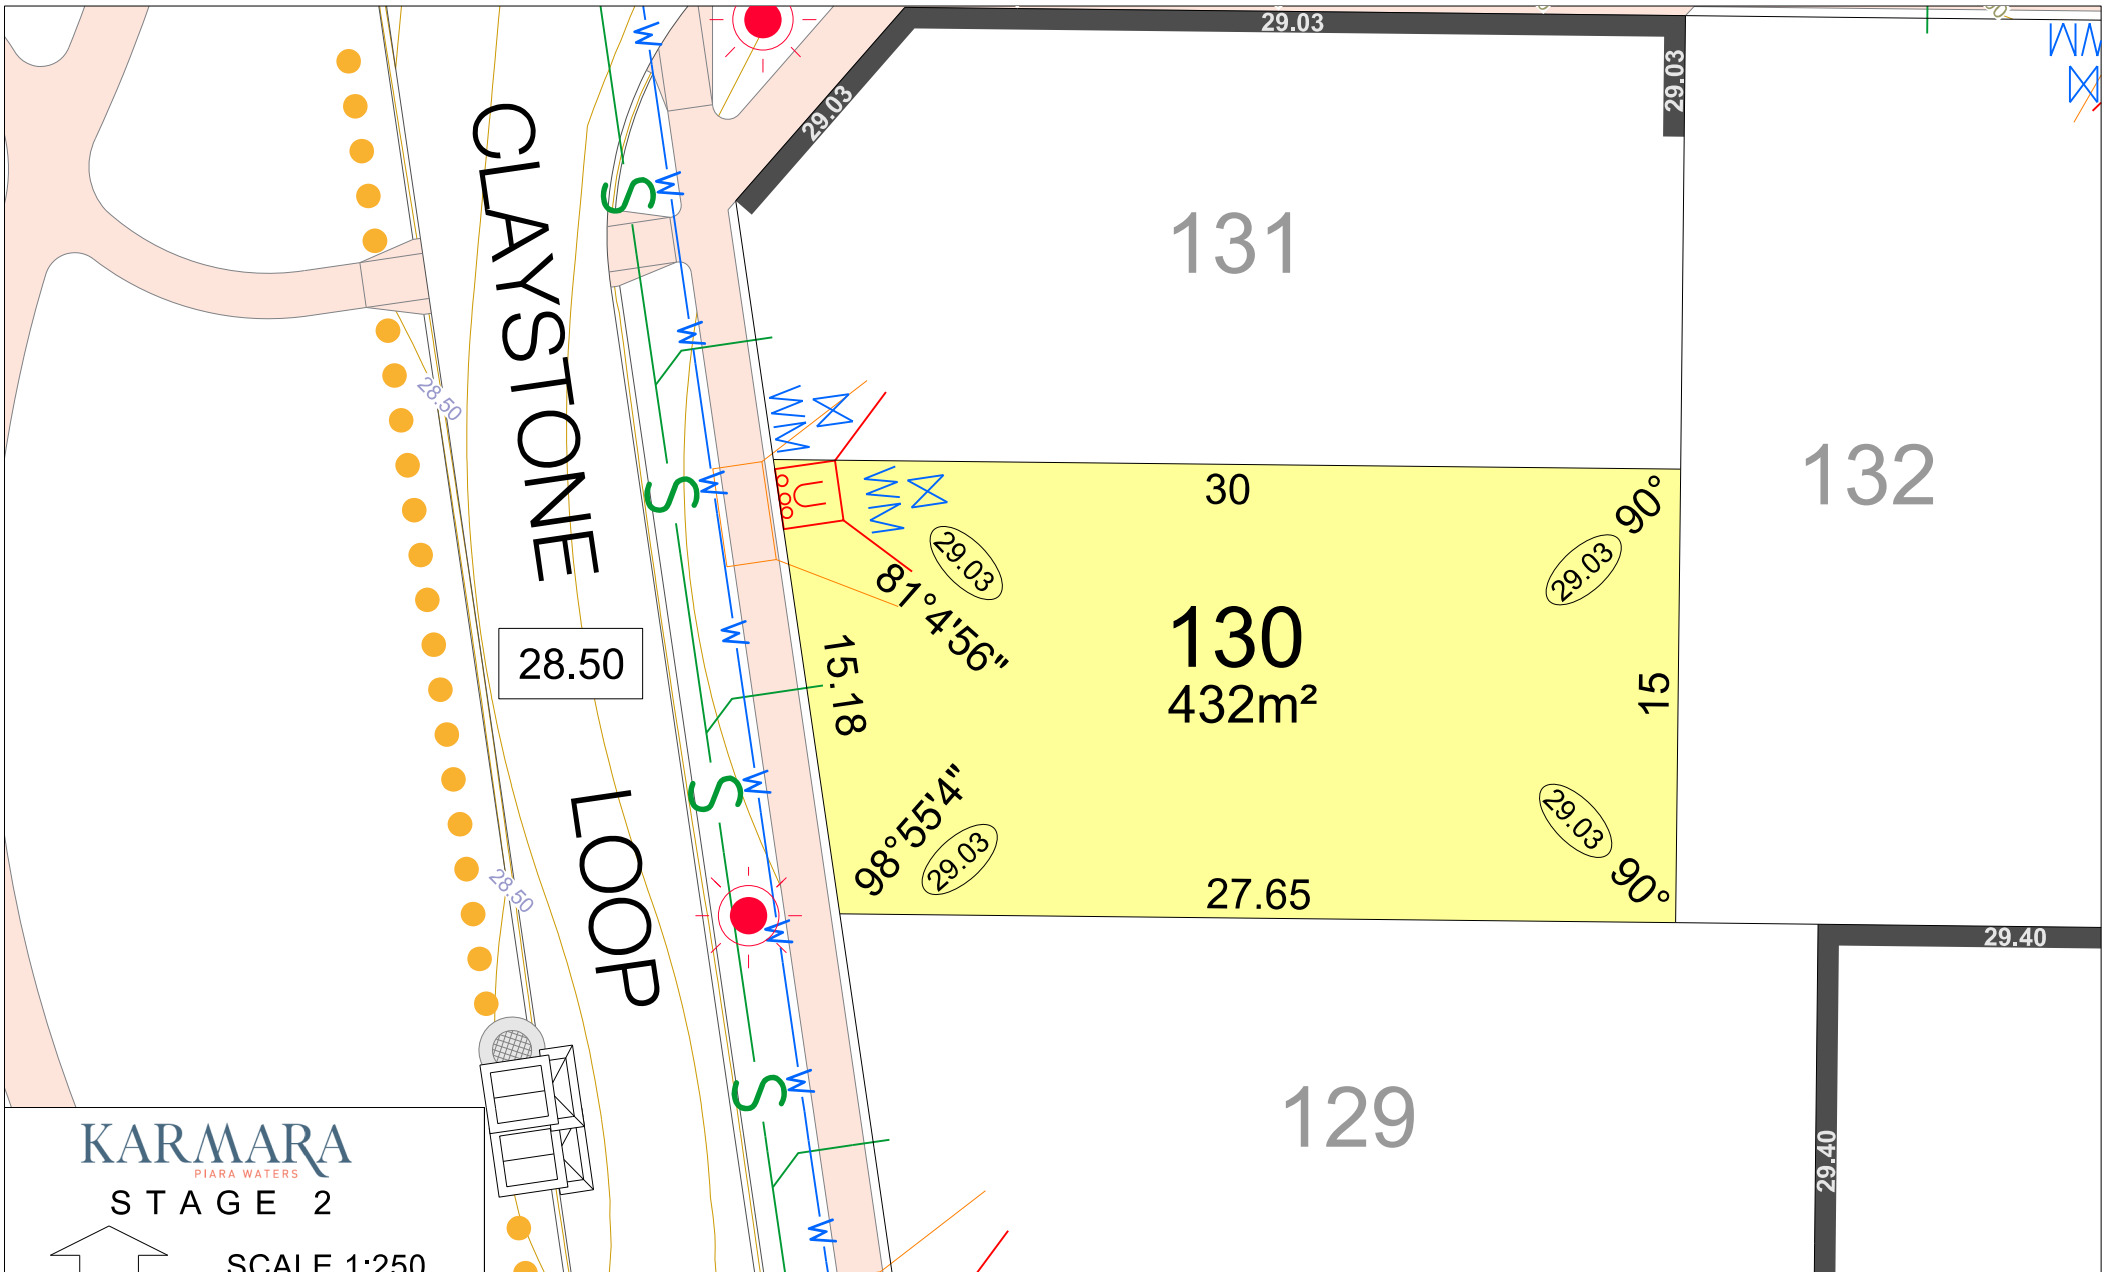 29.03
29.03
29.03
W
S
W
CLAYSTONE
LOOP
131
132
W
28.50
S
W
30
90°
29.03
29.03
81°4'56"
130
432m²
28.50
W
15.18
15
S
W
98°55'4"
29.03
29.03
90°
27.65
28.50
W
29.40
S
W
129
29.40
KARMARA
PIARA WATERS
STAGE 2
W
SCALE 1:250